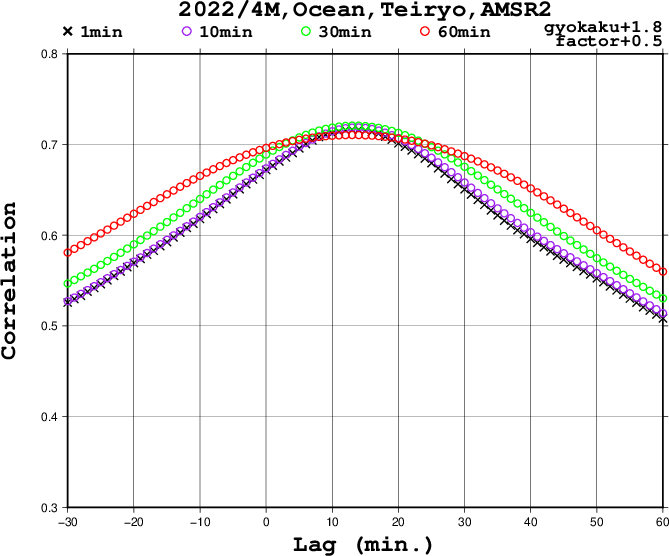 2022/4M,Ocean,Teiryo,AMSR2
× 1min ○ 10min ○ 30min ○ 60min
gyokaku+1.8
factor+0.5
0.8
0.7
0.6
0.5
0.4
0.3
Correlation
−30 −20 −10 0 10 20 30 40 50 60
Lag (min.)